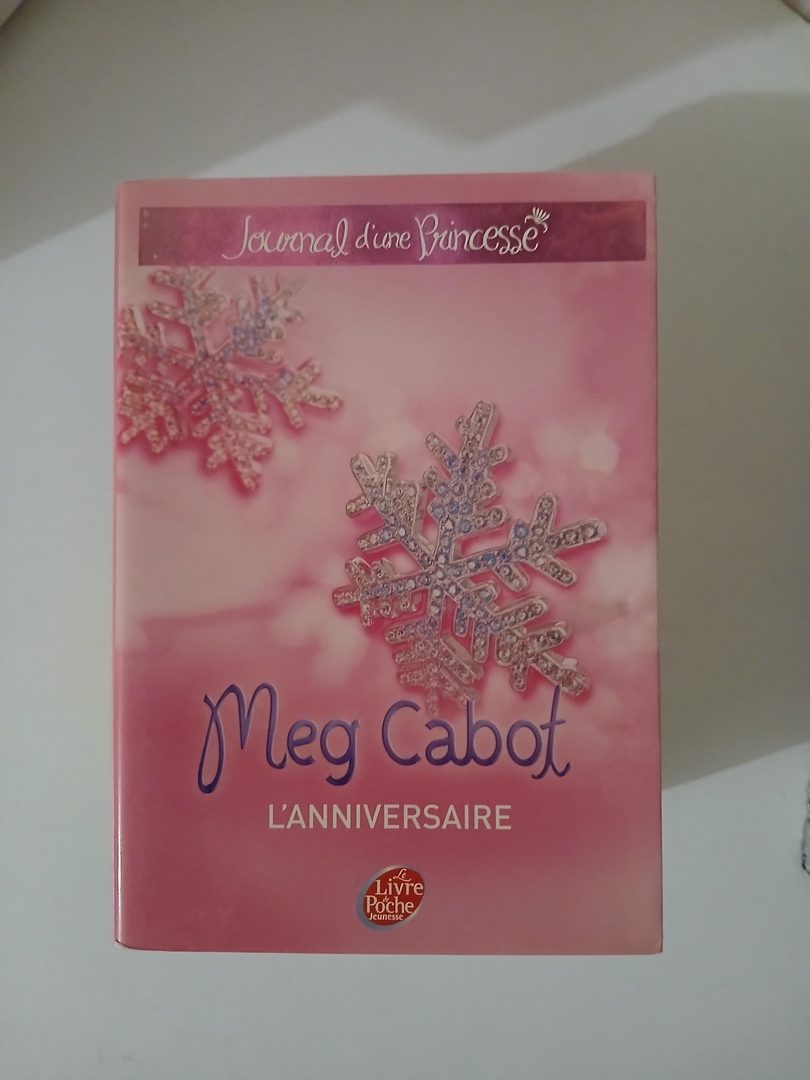 Journal d'une Princesse
Meg Cabot
L'ANNIVERSAIRE
Le
Livre
de
Poche
Jeunesse